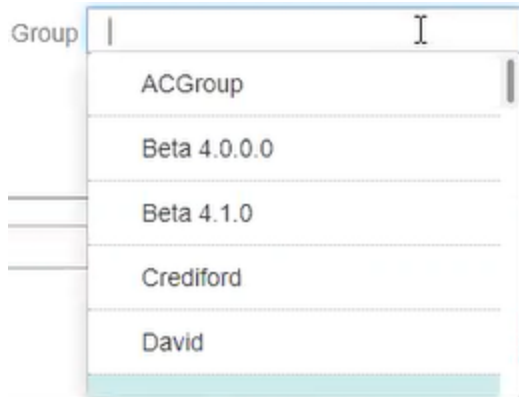 Group
ACGroup
Beta 4.0.0.0
Beta 4.1.0
Crediford
David